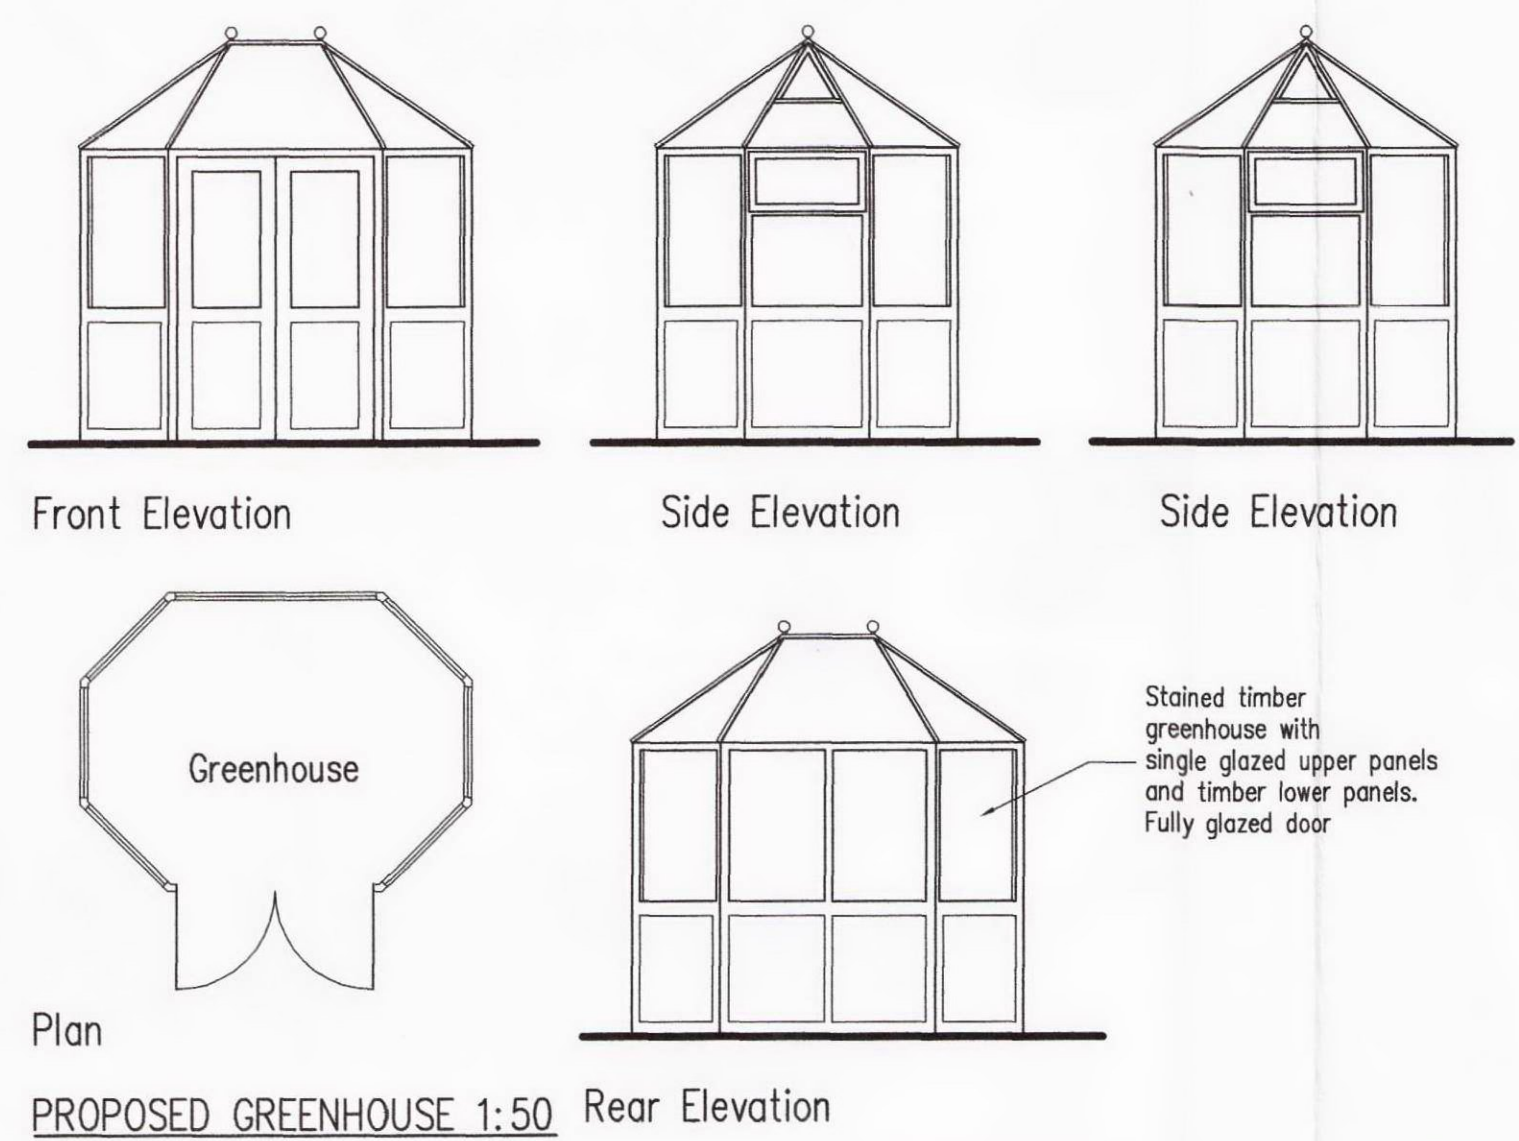 Front Elevation
Side Elevation
Side Elevation
Greenhouse
Plan
PROPOSED GREENHOUSE 1:50
Stained timber
greenhouse with
single glazed upper panels
and timber lower panels.
Fully glazed door
Rear Elevation